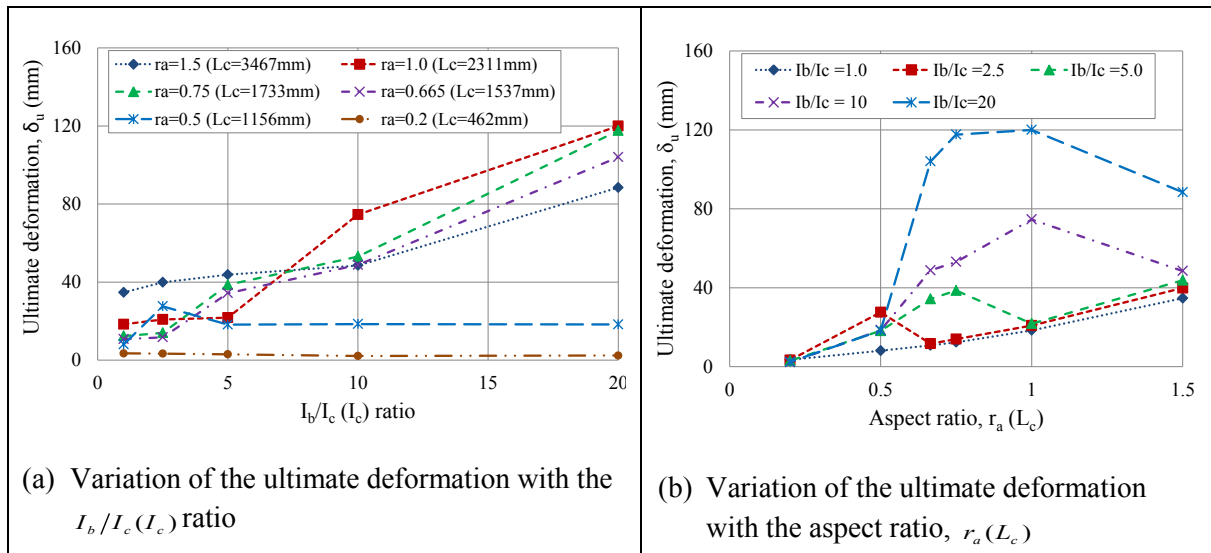 160
120
80
40
0
0
5
10
15
20
Ultimate deformation, δu (mm)
Ib/Ic (Ic) ratio
ra=1.5 (Lc=3467mm)
ra=1.0 (Lc=2311mm)
ra=0.75 (Lc=1733mm)
ra=0.665 (Lc=1537mm)
ra=0.5 (Lc=1156mm)
ra=0.2 (Lc=462mm)
(a) Variation of the ultimate deformation with the
Ib/Ic(Ic) ratio
160
120
80
40
0
0
0.5
1
1.5
Ultimate deformation, δu (mm)
Aspect ratio, ra (Lc)
Ib/Ic =1.0
Ib/Ic =2.5
Ib/Ic =5.0
Ib/Ic = 10
Ib/Ic=20
(b) Variation of the ultimate deformation
with the aspect ratio, ra(Lc)